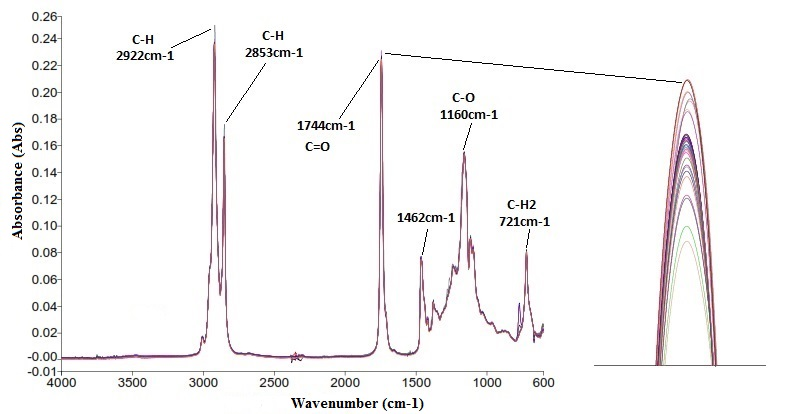 0.26
0.24
0.22
0.20
0.18
0.16
0.14
0.12
0.10
0.08
0.06
0.04
0.02
-0.00
-0.01
Absorbance (Abs)
C-H
2922cm-1
C-H
2853cm-1
1744cm-1
C=O
C-O
1160cm-1
1462cm-1
C-H2
721cm-1
4000 3000 2500 2000 1500 1000 600
Wavenumber (cm-1)